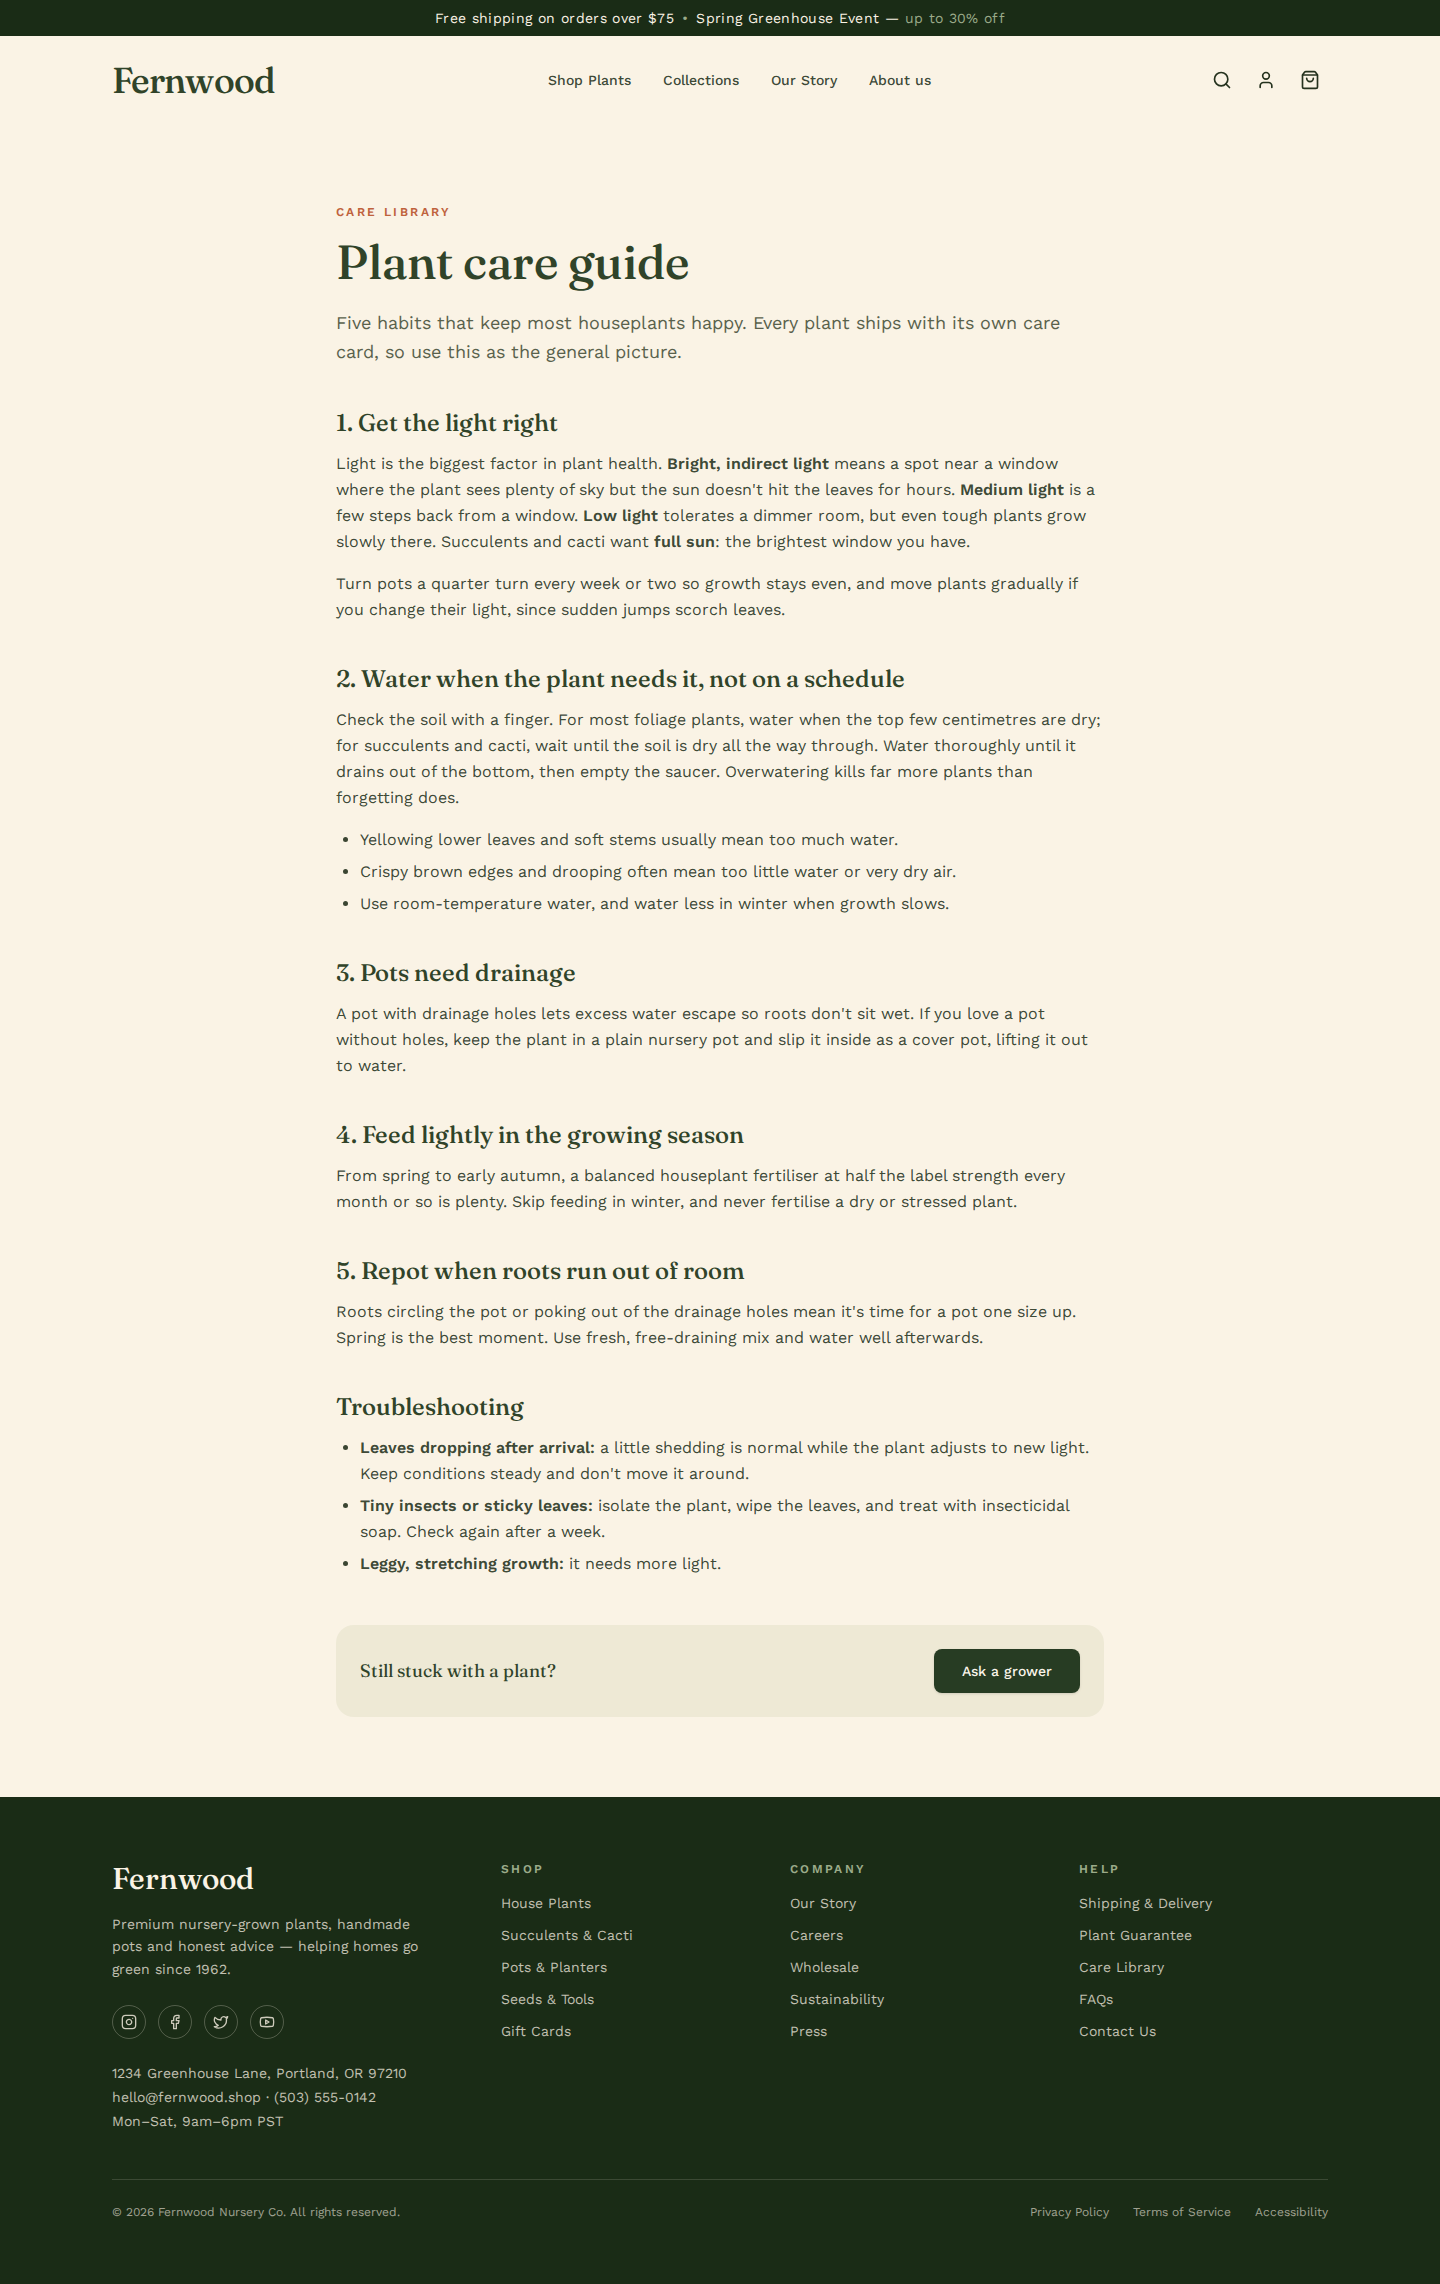 Free shipping on orders over $75 • Spring Greenhouse Event — up to 30% off
Fernwood
Shop Plants
Collections
Our Story
About us
CARE LIBRARY
Plant care guide
Five habits that keep most houseplants happy. Every plant ships with its own care
card, so use this as the general picture.
1. Get the light right
Light is the biggest factor in plant health. Bright, indirect light means a spot near a window
where the plant sees plenty of sky but the sun doesn't hit the leaves for hours. Medium light is a
few steps back from a window. Low light tolerates a dimmer room, but even tough plants grow
slowly there. Succulents and cacti want full sun: the brightest window you have.
Turn pots a quarter turn every week or two so growth stays even, and move plants gradually if
you change their light, since sudden jumps scorch leaves.
2. Water when the plant needs it, not on a schedule
Check the soil with a finger. For most foliage plants, water when the top few centimetres are dry;
for succulents and cacti, wait until the soil is dry all the way through. Water thoroughly until it
drains out of the bottom, then empty the saucer. Overwatering kills far more plants than
forgetting does.
• Yellowing lower leaves and soft stems usually mean too much water.
• Crispy brown edges and drooping often mean too little water or very dry air.
• Use room-temperature water, and water less in winter when growth slows.
3. Pots need drainage
A pot with drainage holes lets excess water escape so roots don't sit wet. If you love a pot
without holes, keep the plant in a plain nursery pot and slip it inside as a cover pot, lifting it out
to water.
4. Feed lightly in the growing season
From spring to early autumn, a balanced houseplant fertiliser at half the label strength every
month or so is plenty. Skip feeding in winter, and never fertilise a dry or stressed plant.
5. Repot when roots run out of room
Roots circling the pot or poking out of the drainage holes mean it's time for a pot one size up.
Spring is the best moment. Use fresh, free-draining mix and water well afterwards.
Troubleshooting
• Leaves dropping after arrival: a little shedding is normal while the plant adjusts to new light.
Keep conditions steady and don't move it around.
• Tiny insects or sticky leaves: isolate the plant, wipe the leaves, and treat with insecticidal
soap. Check again after a week.
• Leggy, stretching growth: it needs more light.
Still stuck with a plant?
Ask a grower
Fernwood
Premium nursery-grown plants, handmade
pots and honest advice — helping homes go
green since 1962.
1234 Greenhouse Lane, Portland, OR 97210
hello@fernwood.shop · (503) 555-0142
Mon–Sat, 9am–6pm PST
SHOP
House Plants
Succulents & Cacti
Pots & Planters
Seeds & Tools
Gift Cards
COMPANY
Our Story
Careers
Wholesale
Sustainability
Press
HELP
Shipping & Delivery
Plant Guarantee
Care Library
FAQs
Contact Us
© 2026 Fernwood Nursery Co. All rights reserved.
Privacy Policy
Terms of Service
Accessibility